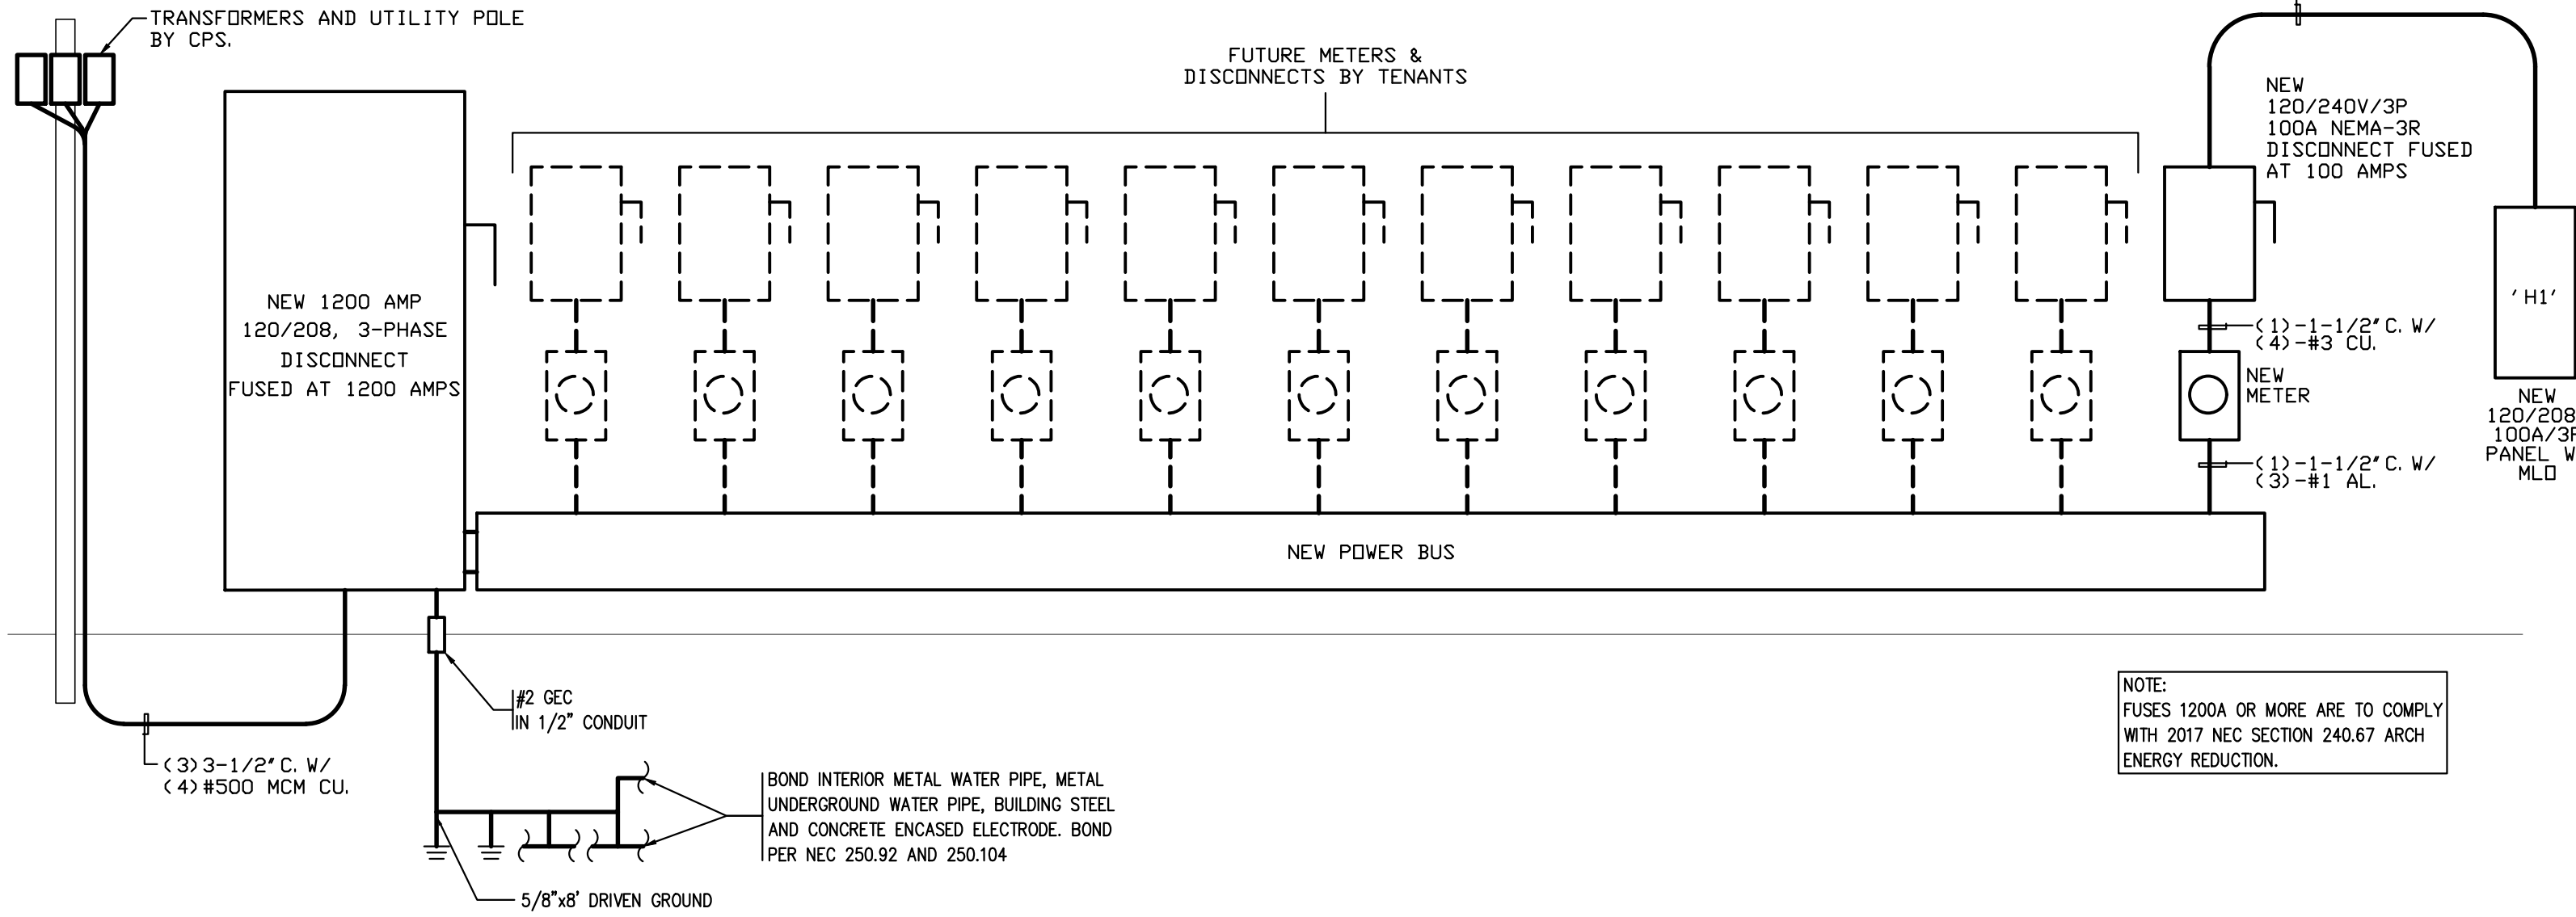 TRANSFORMERS AND UTILITY POLE
BY CPS.
FUTURE METERS &
DISCONNECTS BY TENANTS
NEW
120/240V/3P
100A NEMA-3R
DISCONNECT FUSED
AT 100 AMPS
NEW 1200 AMP
120/208, 3-PHASE
DISCONNECT
FUSED AT 1200 AMPS
'H1'
(1)-1-1/2"C. W/
(4)-#3 CU.
NEW
METER
NEW
120/208
100A/3P
PANEL W
MLO
(1)-1-1/2"C. W/
(3)-#1 AL.
NEW POWER BUS
#2 GEC
IN 1/2" CONDUIT
(3)3-1/2"C. W/
(4)#500 MCM CU.
BOND INTERIOR METAL WATER PIPE, METAL
UNDERGROUND WATER PIPE, BUILDING STEEL
AND CONCRETE ENCASED ELECTRODE. BOND
PER NEC 250.92 AND 250.104
5/8"x8' DRIVEN GROUND
NOTE:
FUSES 1200A OR MORE ARE TO COMPLY
WITH 2017 NEC SECTION 240.67 ARCH
ENERGY REDUCTION.